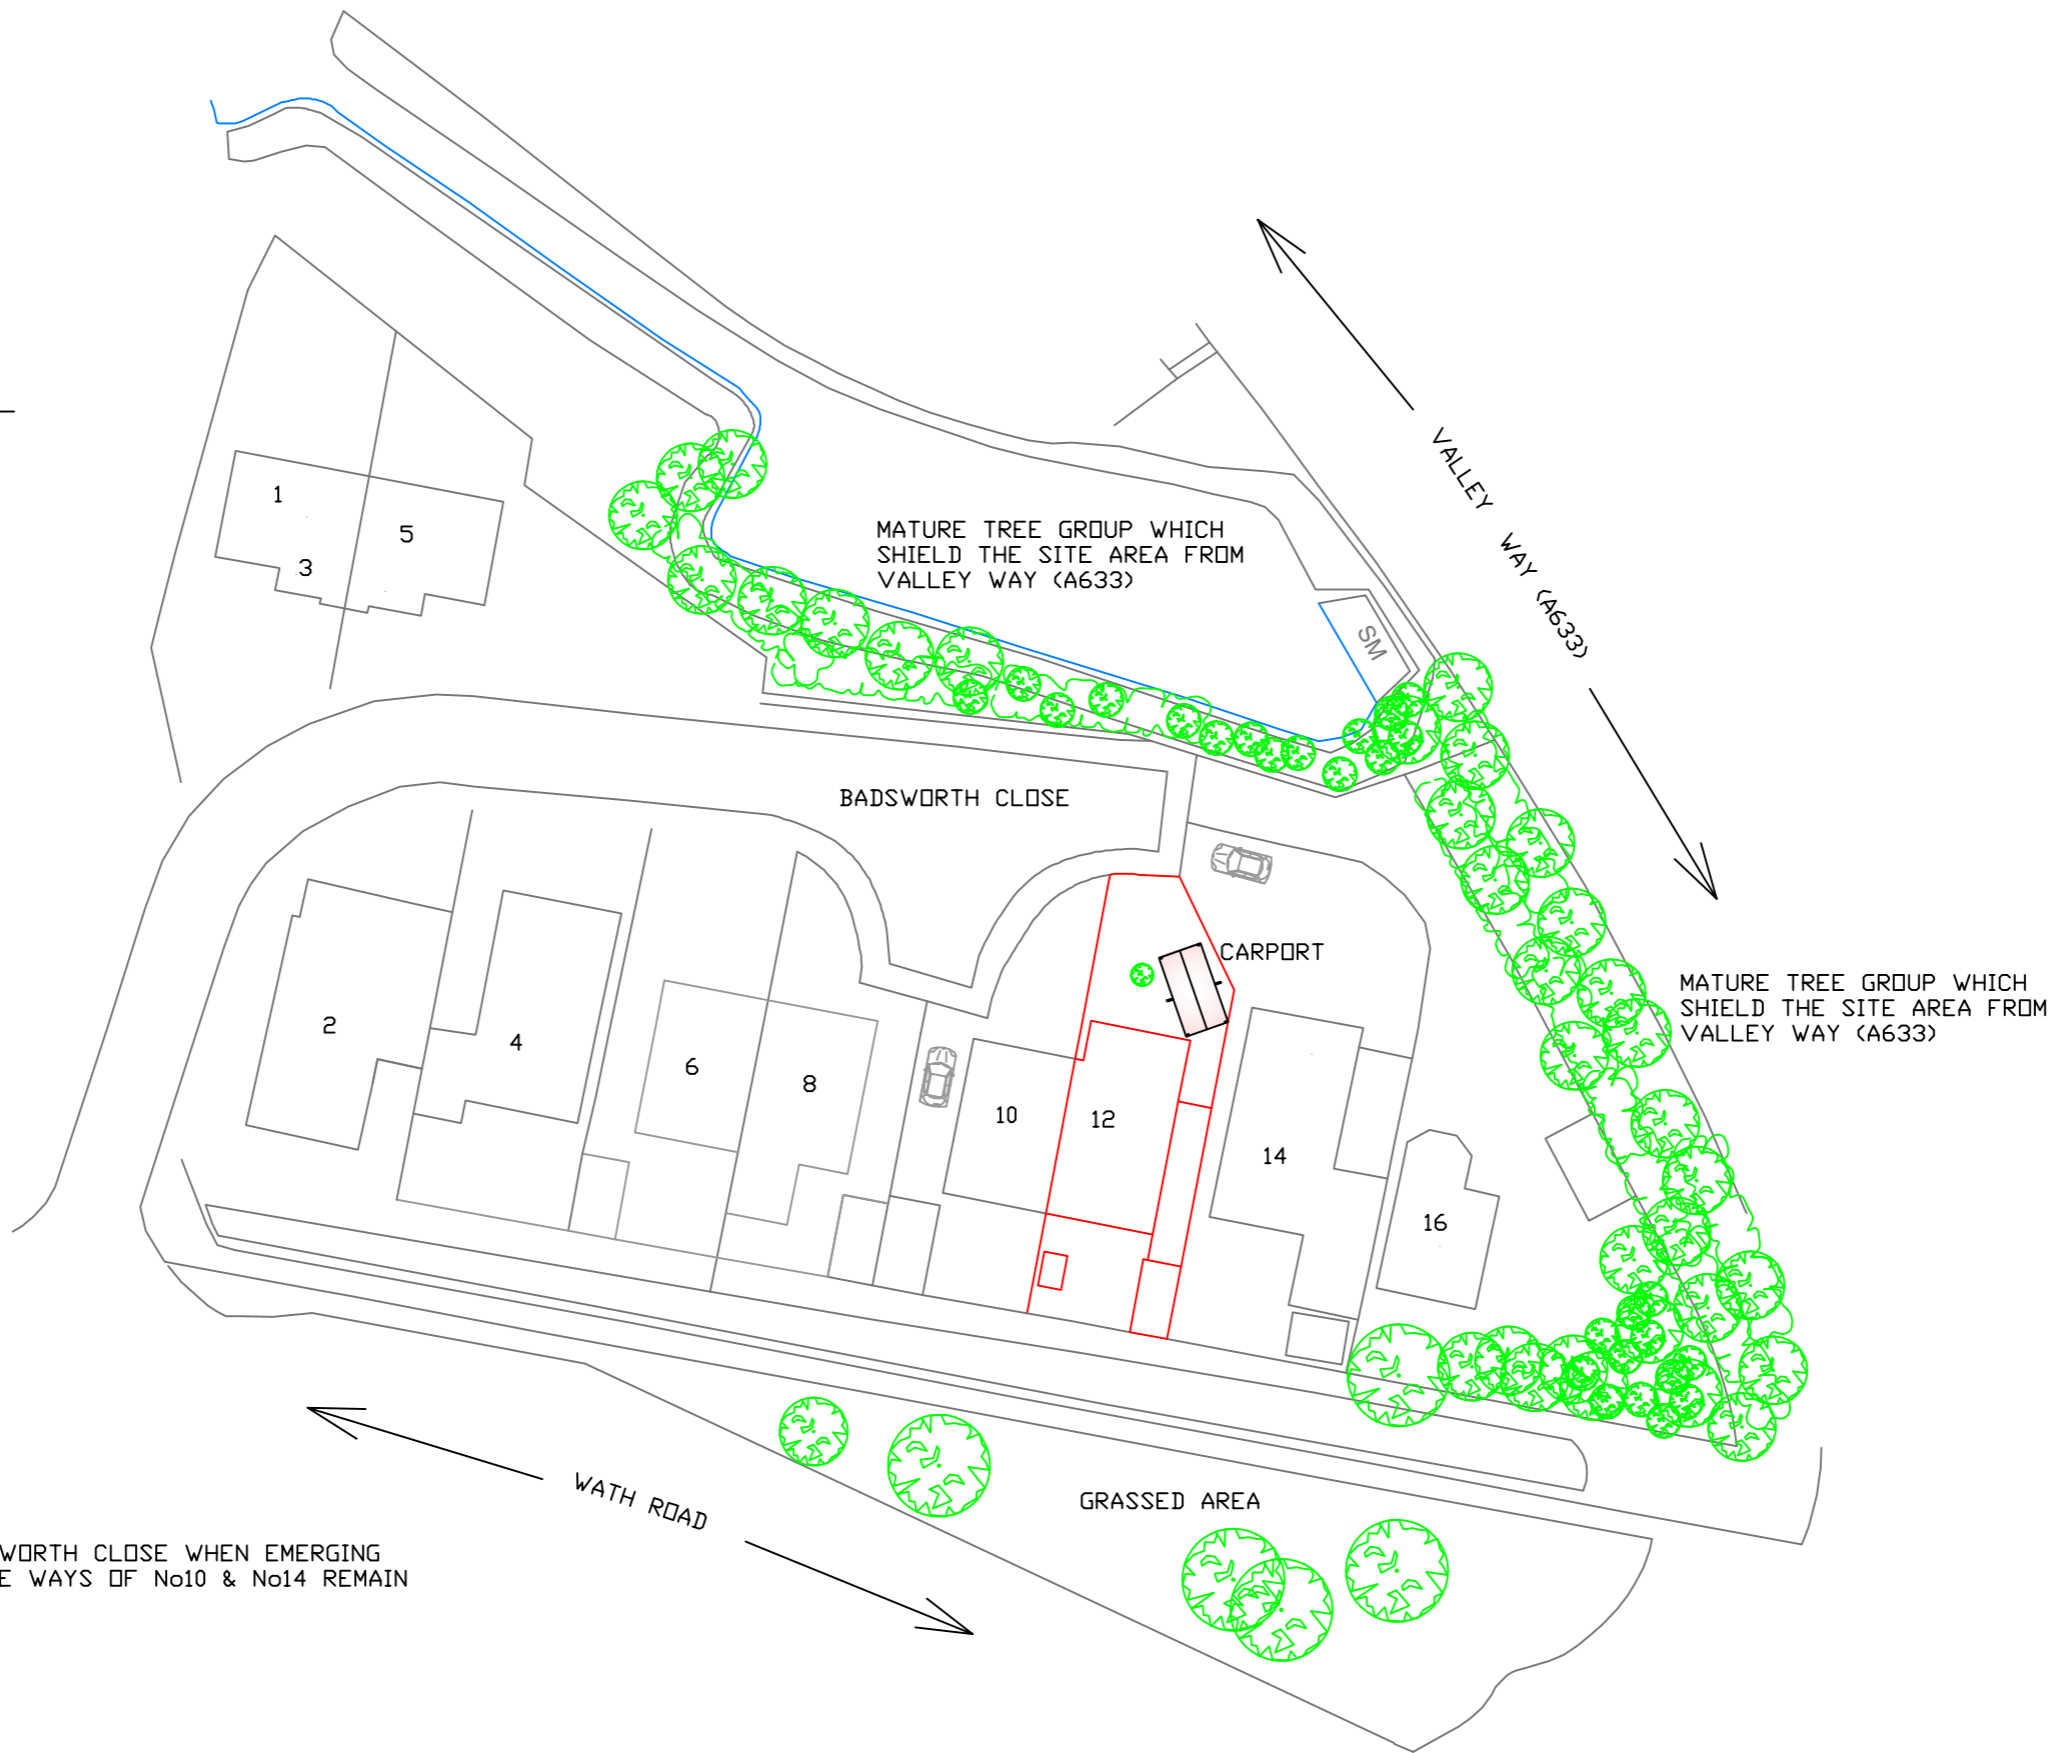 MATURE TREE GROUP WHICH
SHIELD THE SITE AREA FROM
VALLEY WAY (A633)
VALLEY WAY (A633)
SM
1
5
3
BADSWORTH CLOSE
CARPORT
MATURE TREE GROUP WHICH
SHIELD THE SITE AREA FROM
VALLEY WAY (A633)
2
4
6
8
10
12
14
16
WATH ROAD
GRASSED AREA
WORTH CLOSE WHEN EMERGING
E WAYS OF No10 & No14 REMAIN